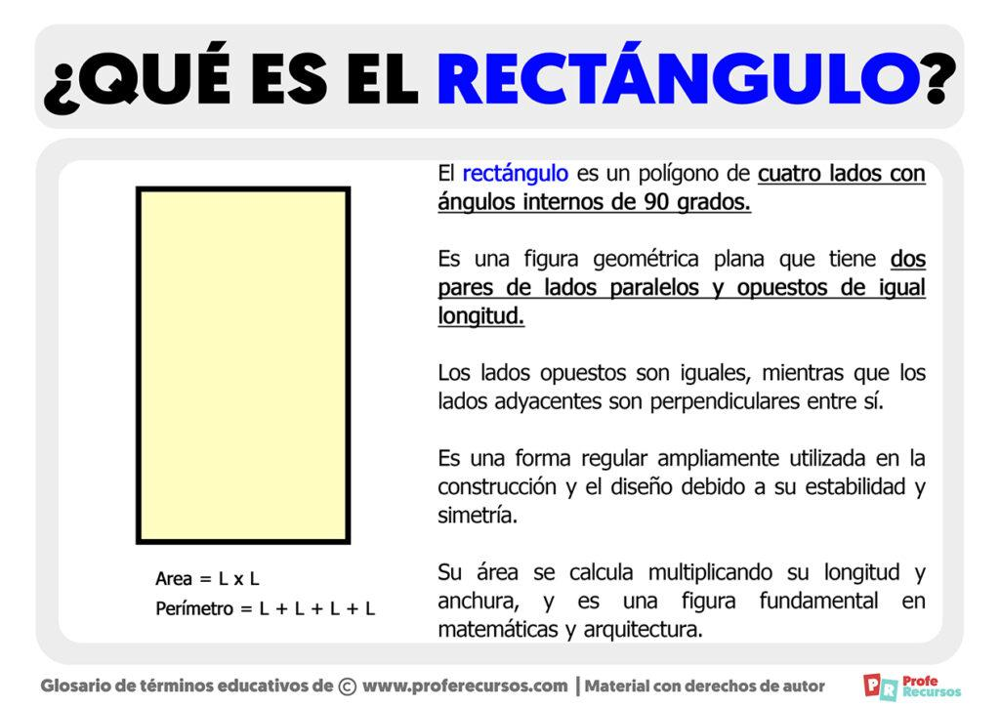 ¿QUÉ ES EL RECTÁNGULO?
El rectángulo es un polígono de cuatro lados con
ángulos internos de 90 grados.
Es una figura geométrica plana que tiene dos
pares de lados paralelos y opuestos de igual
longitud.
Los lados opuestos son iguales, mientras que los
lados adyacentes son perpendiculares entre sí.
Es una forma regular ampliamente utilizada en la
construcción y el diseño debido a su estabilidad y
simetría.
Su área se calcula multiplicando su longitud y
anchura, y es una figura fundamental en
matemáticas y arquitectura.
Area = L x L
Perímetro = L + L + L + L
Glosario de términos educativos de © www.proferecursos.com | Material con derechos de autor
PR Profe
Recursos